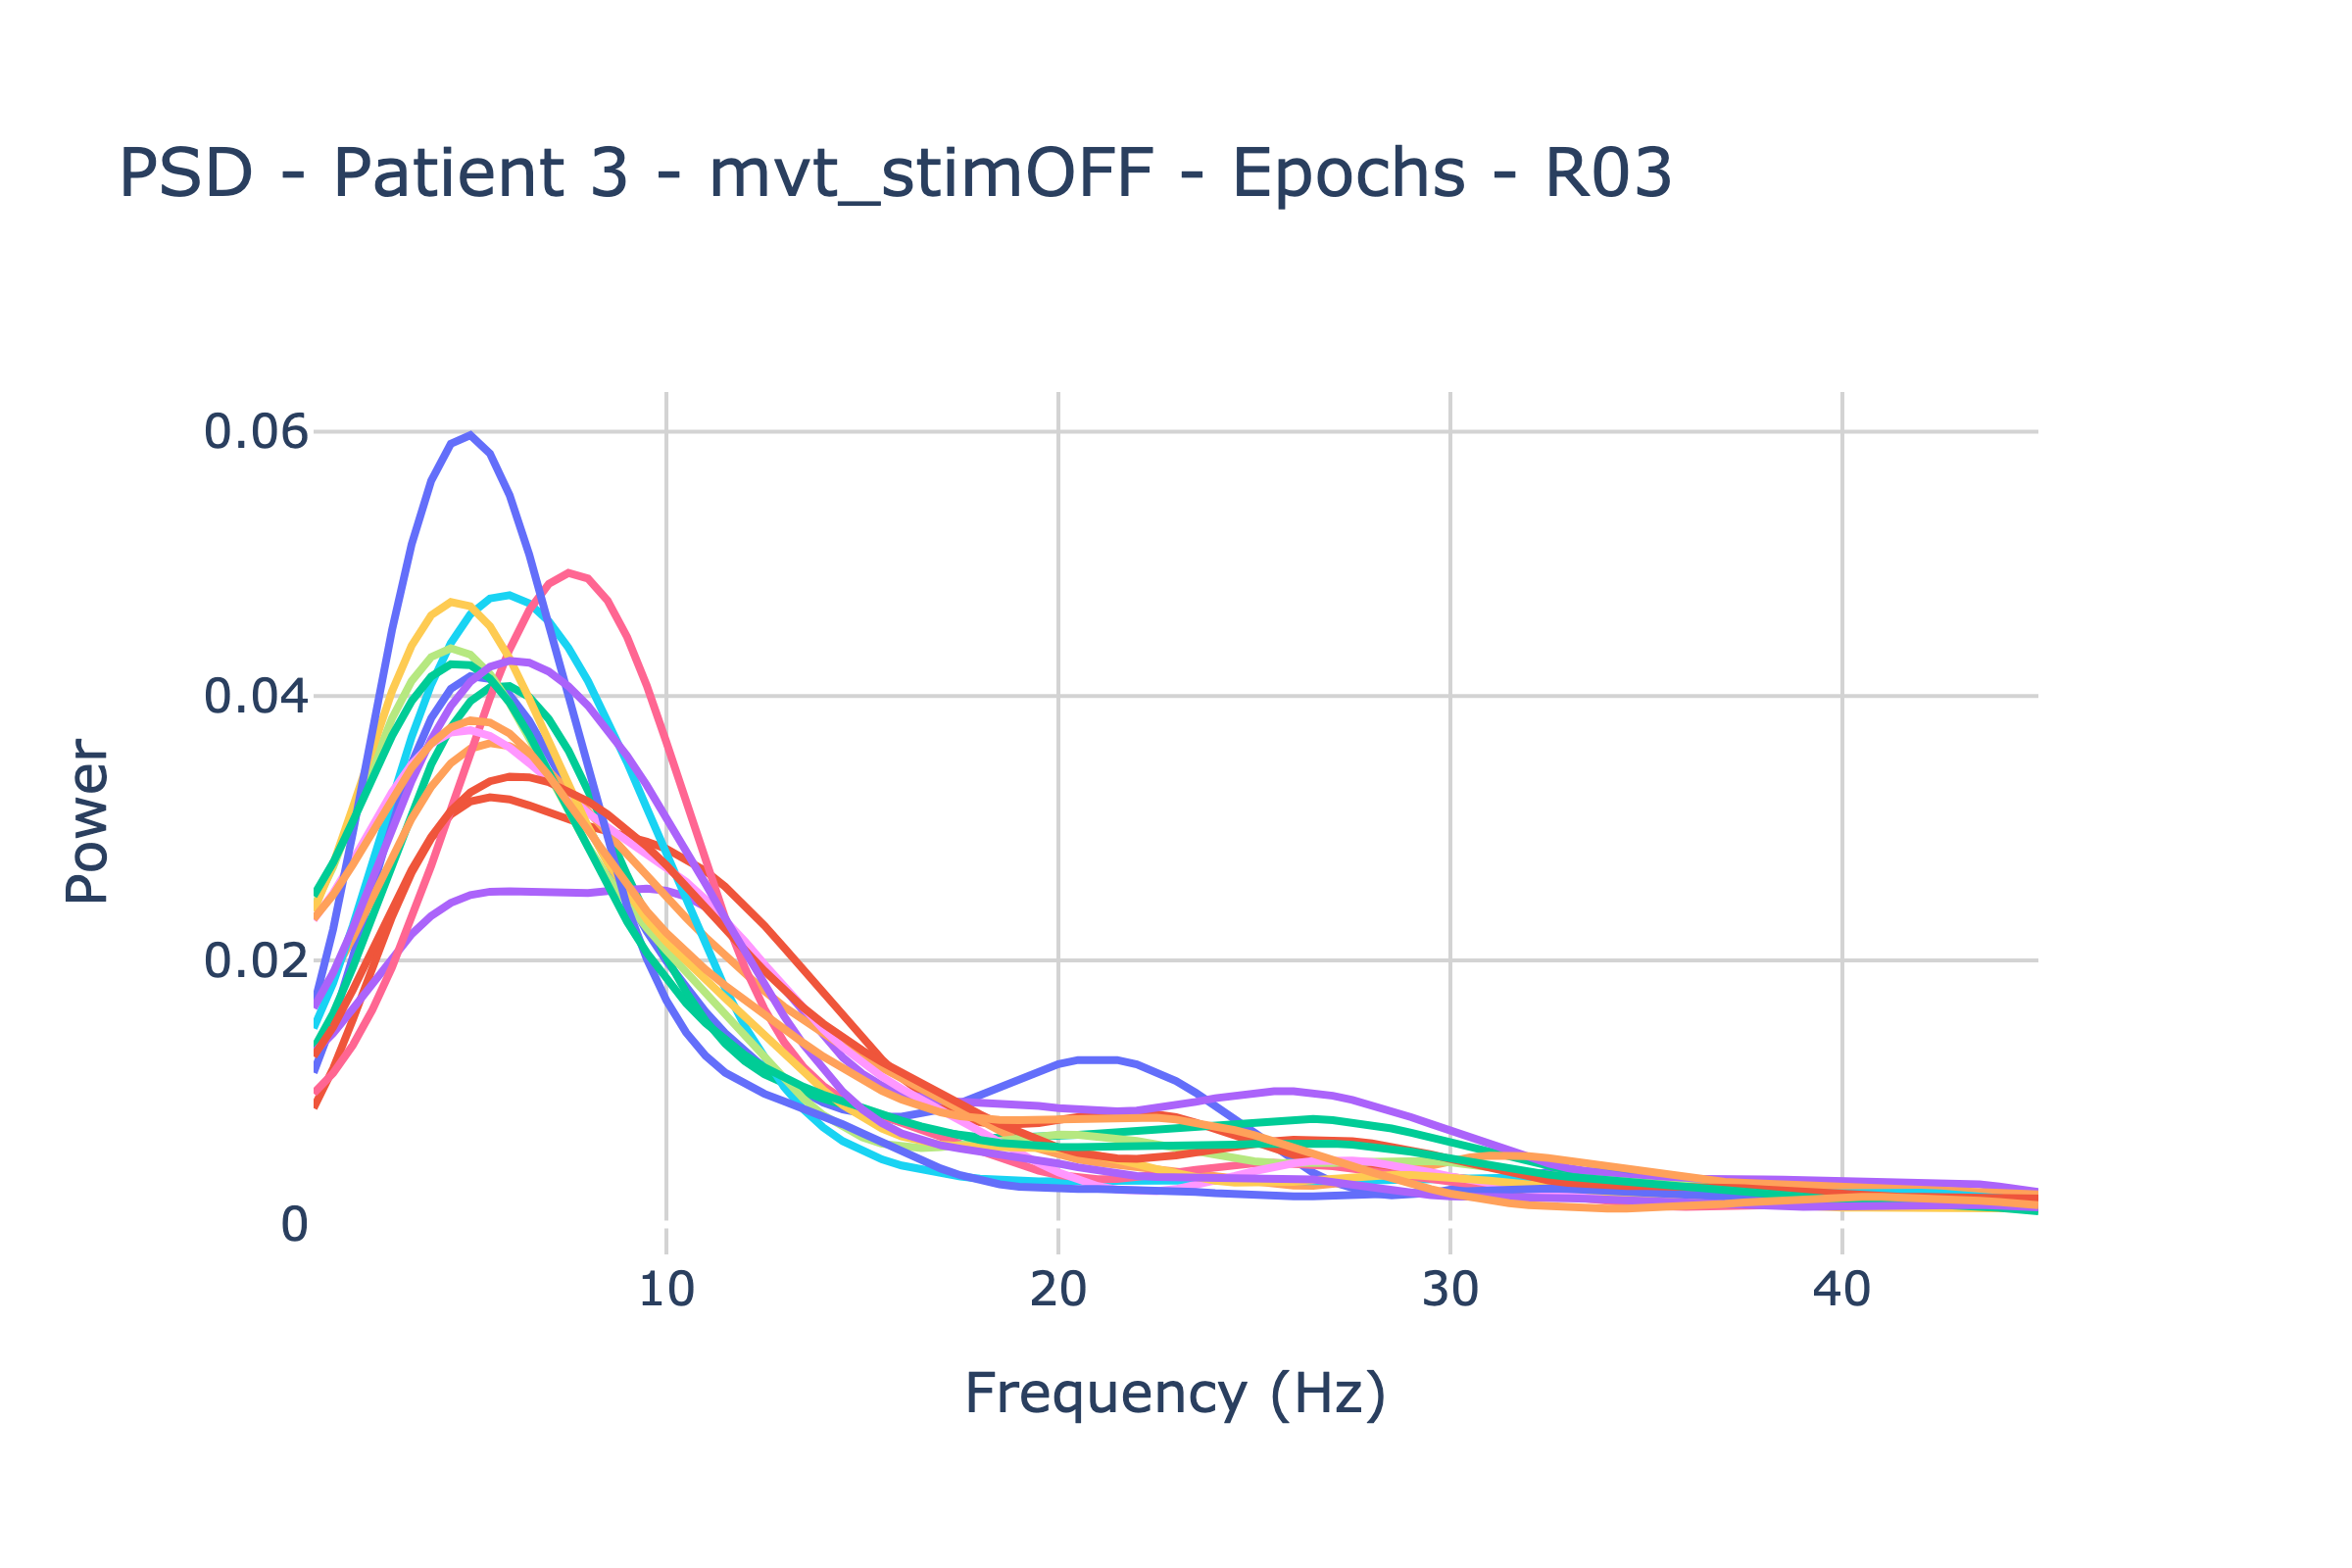 PSD - Patient 3 - mvt_stimOFF - Epochs - R03
0.06
0.04
0.02
0
Power
10 20 30 40
Frequency (Hz)